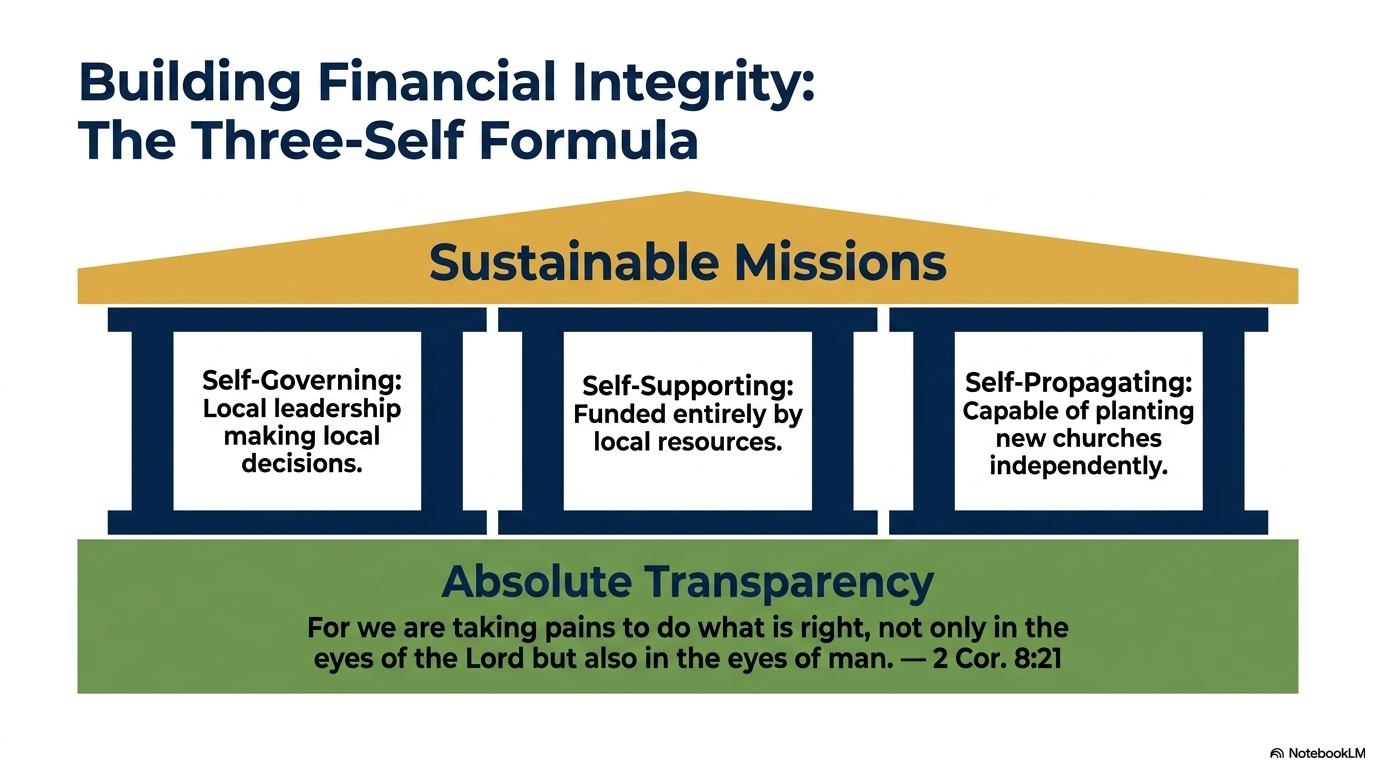 Building Financial Integrity:
The Three-Self Formula
Sustainable Missions
Self-Governing:
Local leadership
making local
decisions.
Self-Supporting:
Funded entirely by
local resources.
Self-Propagating:
Capable of planting
new churches
independently.
Absolute Transparency
For we are taking pains to do what is right, not only in the
eyes of the Lord but also in the eyes of man. — 2 Cor. 8:21
NotebookLM